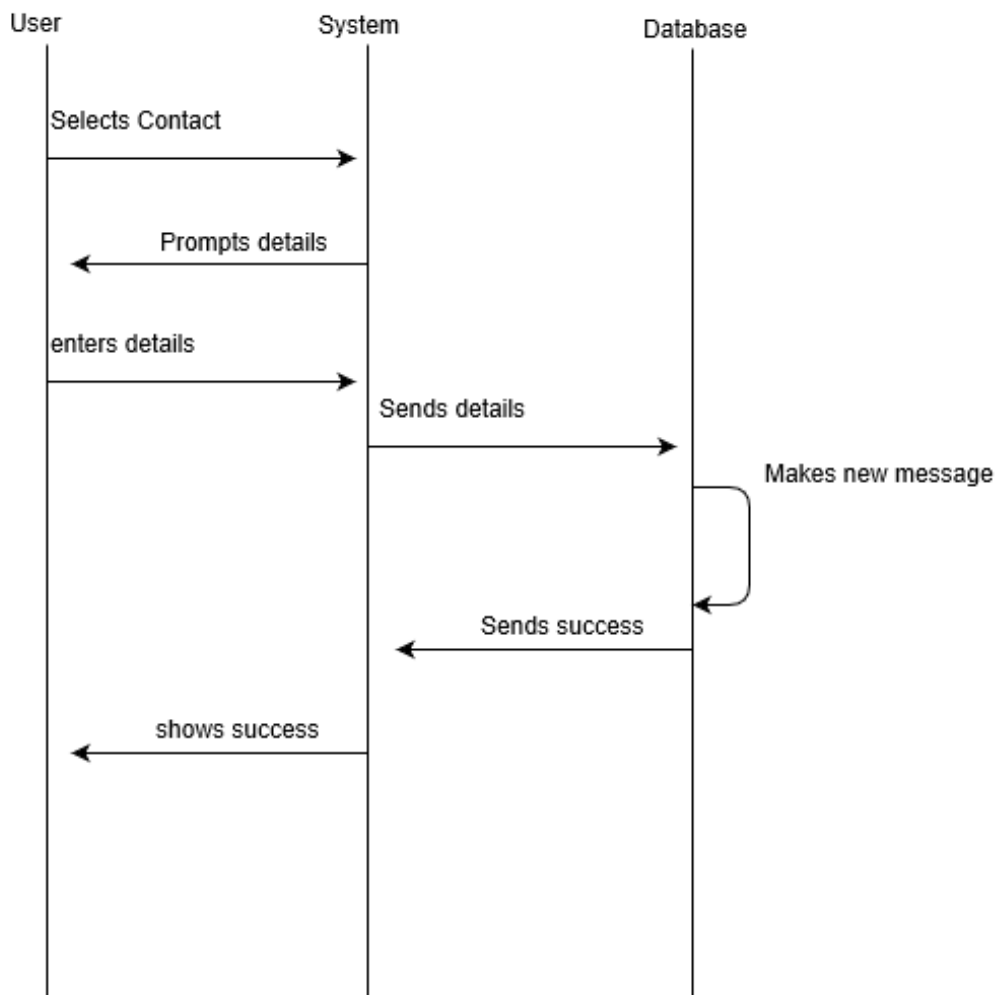 User
System
Database
Selects Contact
Prompts details
enters details
Sends details
Makes new message
Sends success
shows success